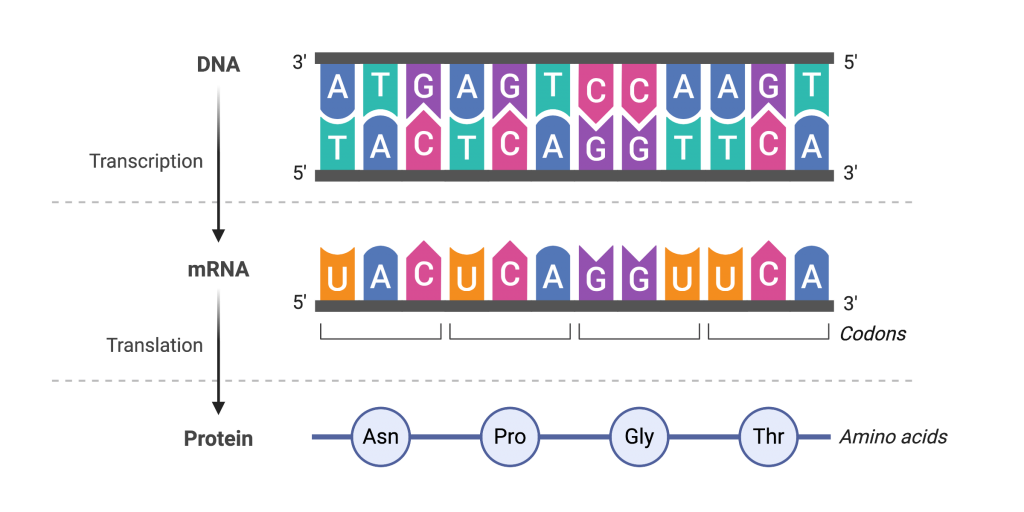 DNA
3' A T G A G T C C A A G T 5'
T A C T C A G G T T C A
5' 3'
Transcription
mRNA
U A C U C A G G U U C A
5' 3'
Codons
Translation
Protein
Asn Pro Gly Thr
Amino acids